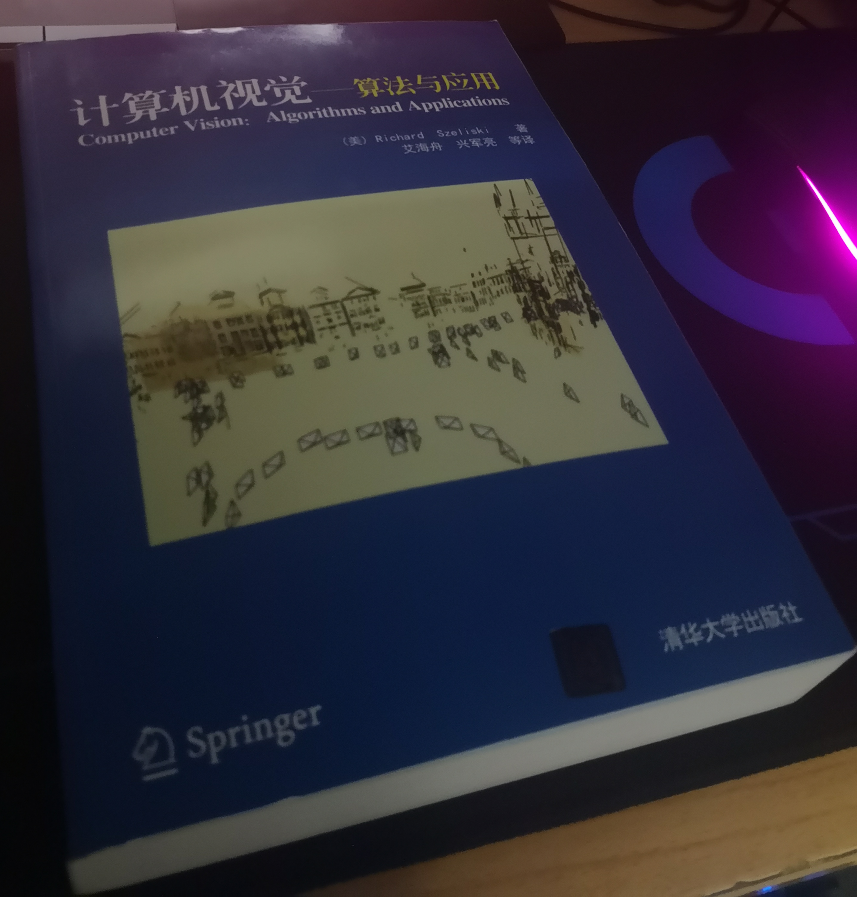 计算机视觉——算法与应用
Computer Vision: Algorithms and Applications
(美) Richard Szeliski 著
艾海舟 兴军亮 等译
清华大学出版社
Springer